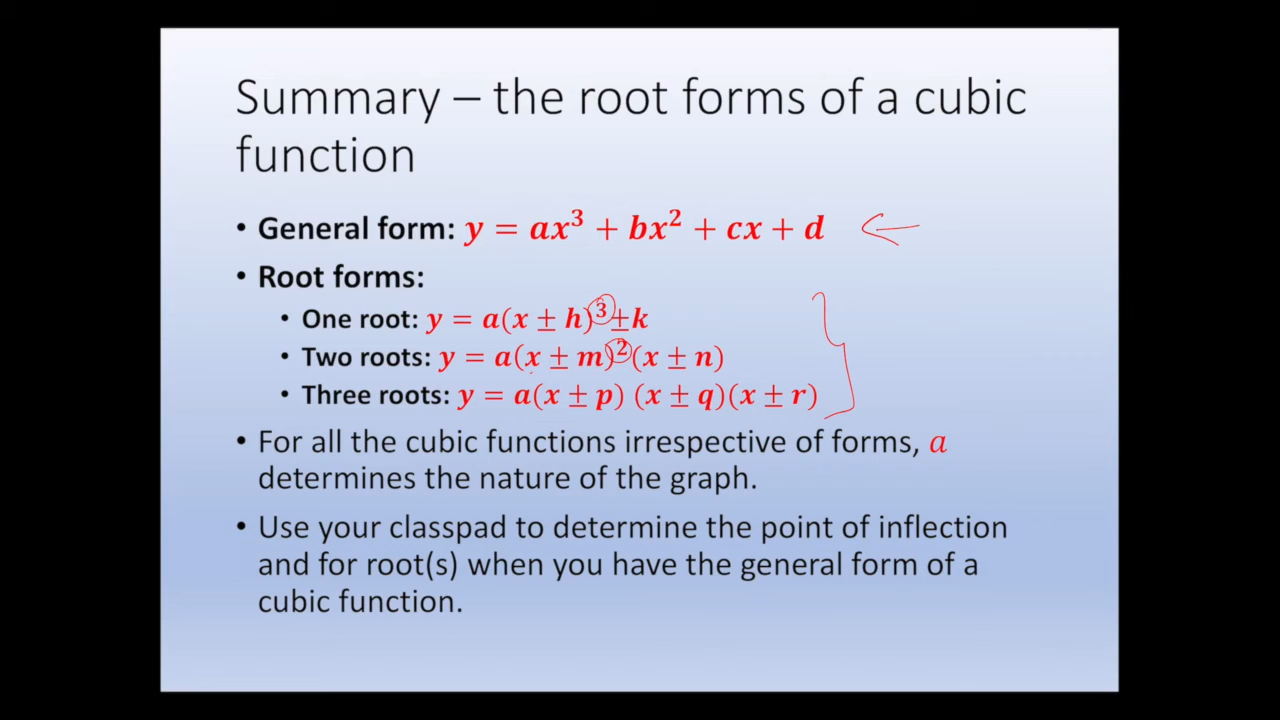 Summary – the root forms of a cubic
function
• General form: y = ax³ + bx² + cx + d
• Root forms:
• One root: y = a(x ± h)³±k
• Two roots: y = a(x ± m)²(x ± n)
• Three roots: y = a(x ± p) (x ± q)(x ± r)
• For all the cubic functions irrespective of forms, a
determines the nature of the graph.
• Use your classpad to determine the point of inflection
and for root(s) when you have the general form of a
cubic function.